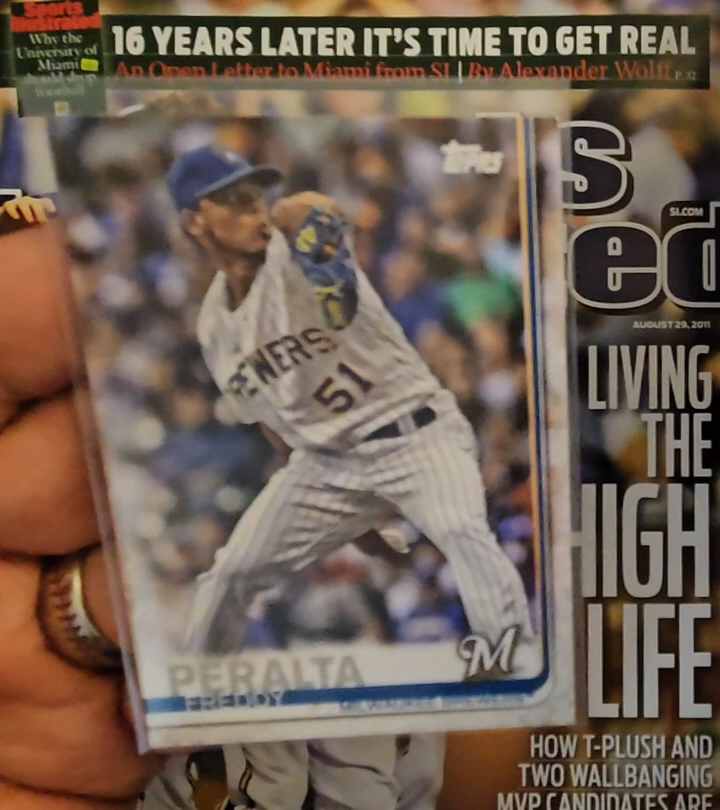 Sports
Illustrated
Why the
University of
Miami
should drop
football
16 YEARS LATER IT'S TIME TO GET REAL
An Open Letter to Miami from SI | By Alexander Wolff P. 32
s
ed
SI.COM
AUGUST 29, 2011
topps
BREWERS
51
M
PERALTA
FREDDY
MILWAUKEE BREWERS
LIVING
THE
HIGH
LIFE
HOW T-PLUSH AND
TWO WALLBANGING
MVP CANDIDATES ARE